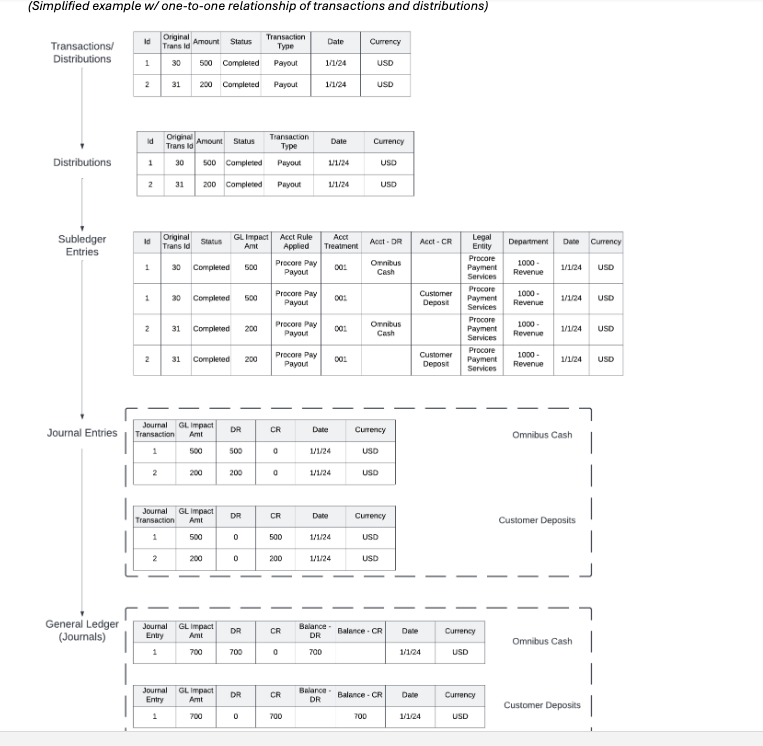 (Simplified example w/ one-to-one relationship of transactions and distributions)
Transactions/
Distributions
Id Original Trans Id Amount Status Transaction Type Date Currency
1 30 500 Completed Payout 1/1/24 USD
2 31 200 Completed Payout 1/1/24 USD
Distributions
Id Original Trans Id Amount Status Transaction Type Date Currency
1 30 500 Completed Payout 1/1/24 USD
2 31 200 Completed Payout 1/1/24 USD
Subledger
Entries
Id Original Trans Id Status GL Impact Amt Acct Rule Applied Acct Treatment Acct - DR Acct - CR Legal Entity Department Date Currency
1 30 Completed 500 Procore Pay Payout 001 Omnibus Cash Procore Payment Services 1000 - Revenue 1/1/24 USD
1 30 Completed 500 Procore Pay Payout 001 Customer Deposit Procore Payment Services 1000 - Revenue 1/1/24 USD
2 31 Completed 200 Procore Pay Payout 001 Omnibus Cash Procore Payment Services 1000 - Revenue 1/1/24 USD
2 31 Completed 200 Procore Pay Payout 001 Customer Deposit Procore Payment Services 1000 - Revenue 1/1/24 USD
Journal Entries
Journal Transaction GL Impact Amt DR CR Date Currency
1 500 500 0 1/1/24 USD
2 200 200 0 1/1/24 USD
Omnibus Cash
Journal Transaction GL Impact Amt DR CR Date Currency
1 500 0 500 1/1/24 USD
2 200 0 200 1/1/24 USD
Customer Deposits
General Ledger
(Journals)
Journal Entry GL Impact Amt DR CR Balance - DR Balance - CR Date Currency
1 700 700 0 700 1/1/24 USD
Omnibus Cash
Journal Entry GL Impact Amt DR CR Balance - DR Balance - CR Date Currency
1 700 0 700 700 1/1/24 USD
Customer Deposits